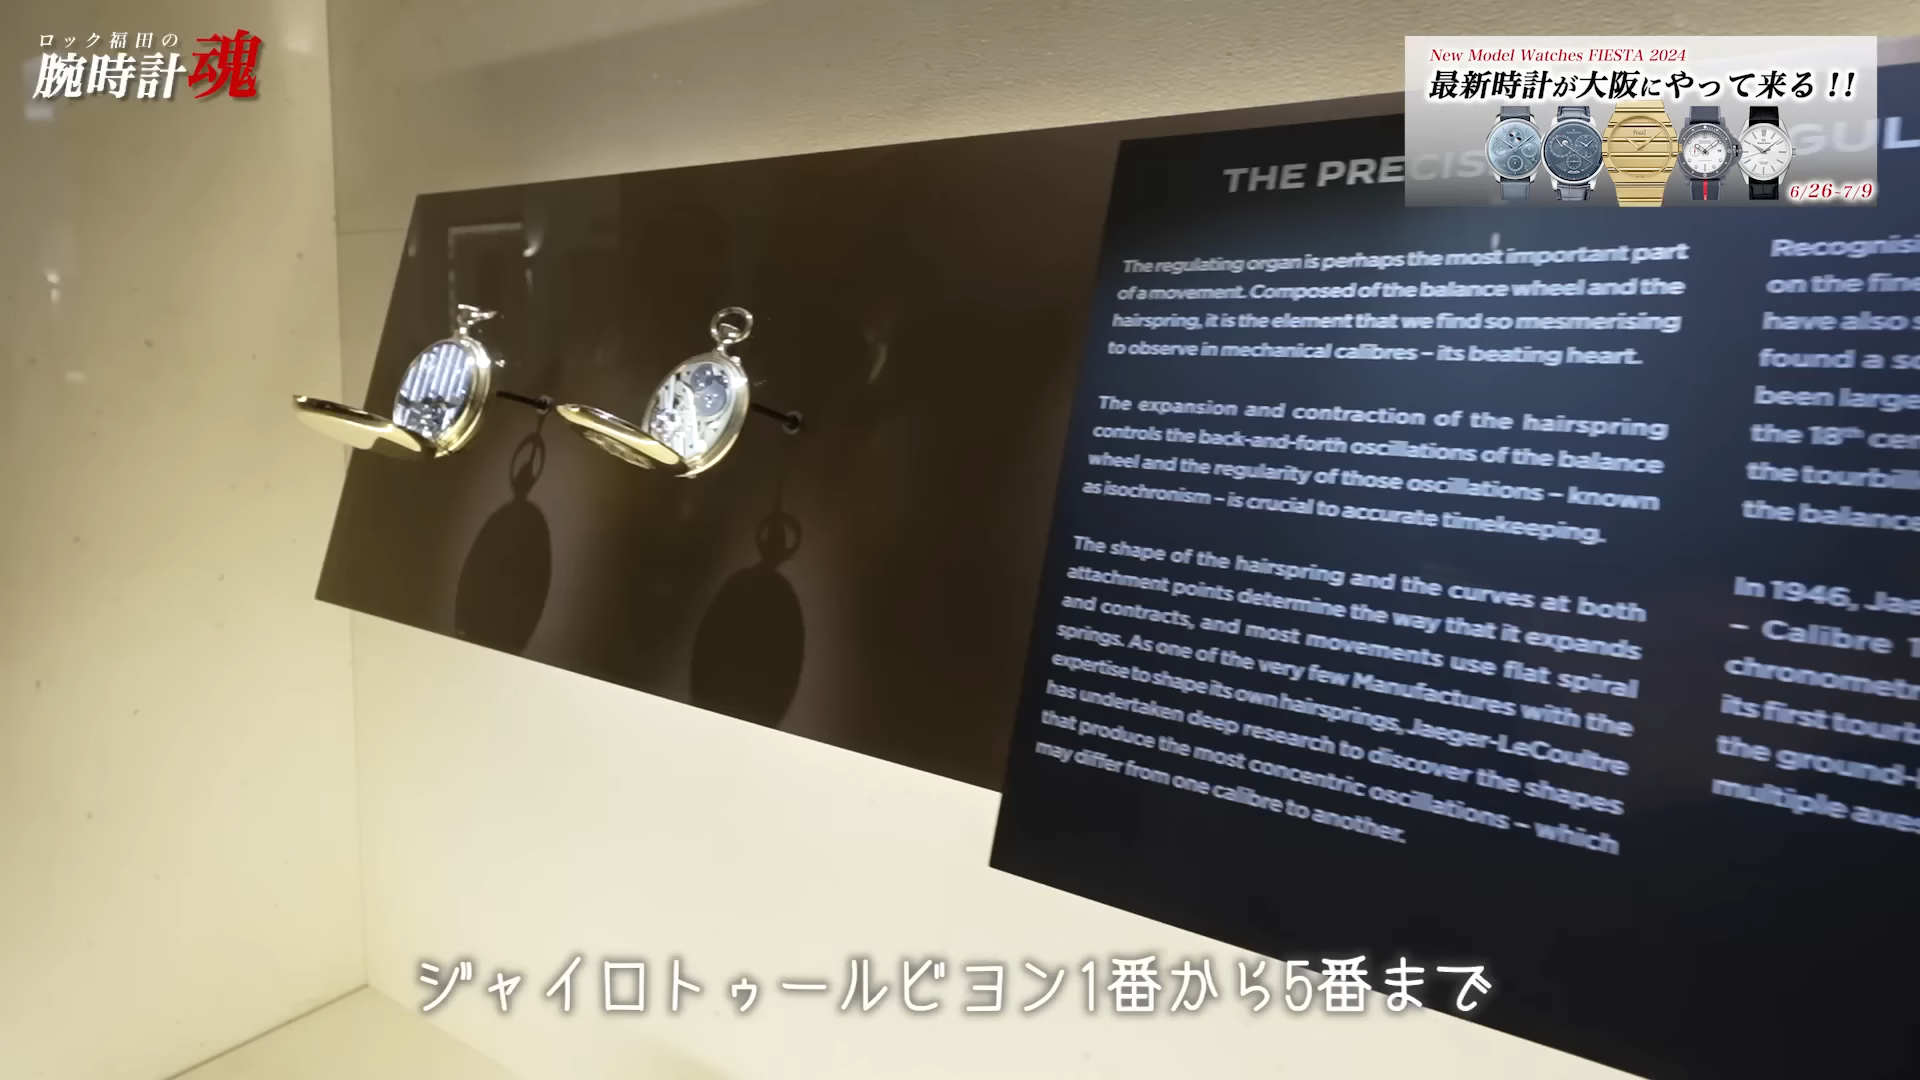 ロック福田の
腕時計魂
New Model Watches FIESTA 2024
最新時計が大阪にやって来る !!
6/26-7/9
THE PRECIS
GUL
The regulating organ is perhaps the most important part
of a movement. Composed of the balance wheel and the
hairspring, it is the element that we find so mesmerising
to observe in mechanical calibres – its beating heart.
The expansion and contraction of the hairspring
controls the back-and-forth oscillations of the balance
wheel and the regularity of those oscillations – known
as isochronism – is crucial to accurate timekeeping.
The shape of the hairspring and the curves at both
attachment points determine the way that it expands
and contracts, and most movements use flat spiral
springs. As one of the very few Manufactures with the
expertise to shape its own hairsprings, Jaeger-LeCoultre
has undertaken deep research to discover the shapes
that produce the most concentric oscillations – which
may differ from one calibre to another.
Recognisi
on the fine
have also s
found a so
been large
the 18th cen
the tourbill
the balance
In 1946, Jae
– Calibre 1
chronometr
its first tourb
the ground-
multiple axes
ジャイロトゥールビヨン1番から5番まで